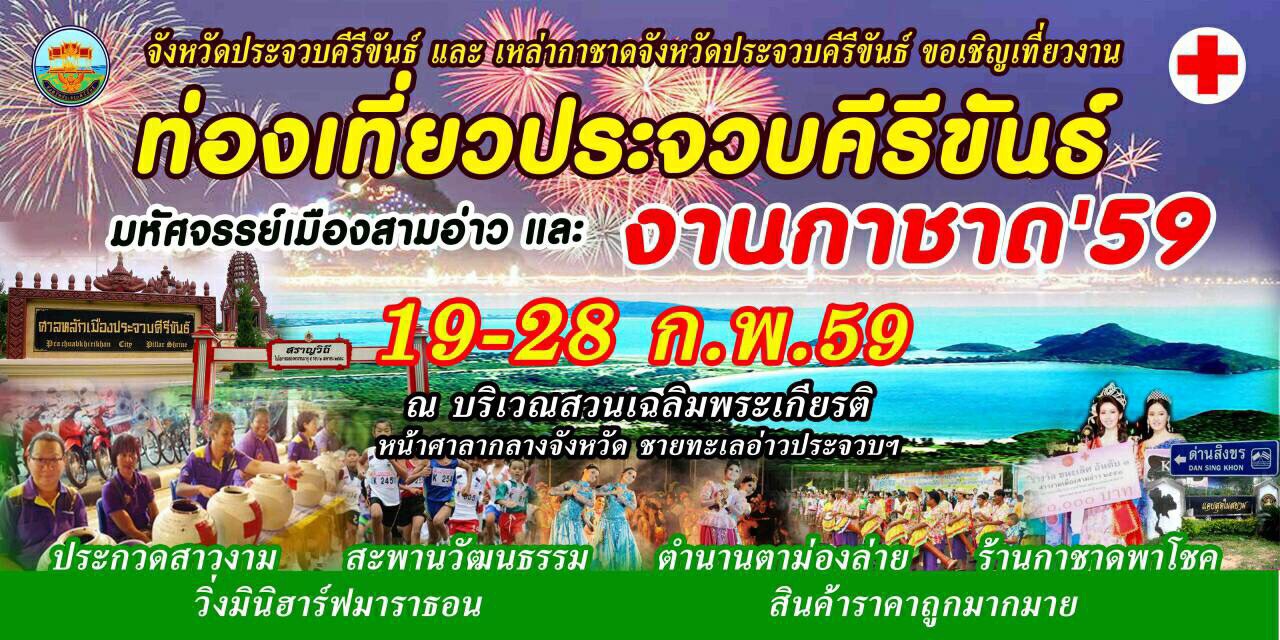 จังหวัดประจวบคีรีขันธ์ และ เหล่ากาชาดจังหวัดประจวบคีรีขันธ์ ขอเชิญเที่ยวงาน
ท่องเที่ยวประจวบคีรีขันธ์
มหัศจรรย์เมืองสามอ่าว และ งานกาชาด'59
ศาลหลักเมืองประจวบคีรีขันธ์
Prachuabkhirikhan City Pillar Shrine
สราญวิถี
19-28 ก.พ.59
ณ บริเวณสวนเฉลิมพระเกียรติ
หน้าศาลากลางจังหวัด ชายทะเลอ่าวประจวบฯ
K 245
ด่านสิงขร
DAN SING KHON
ประกวดสาวงาม สะพานวัฒนธรรม ตำนานตาม่องล่าย ร้านกาชาดพาโชค
วิ่งมินิฮาร์ฟมาราธอน สินค้าราคาถูกมากมาย